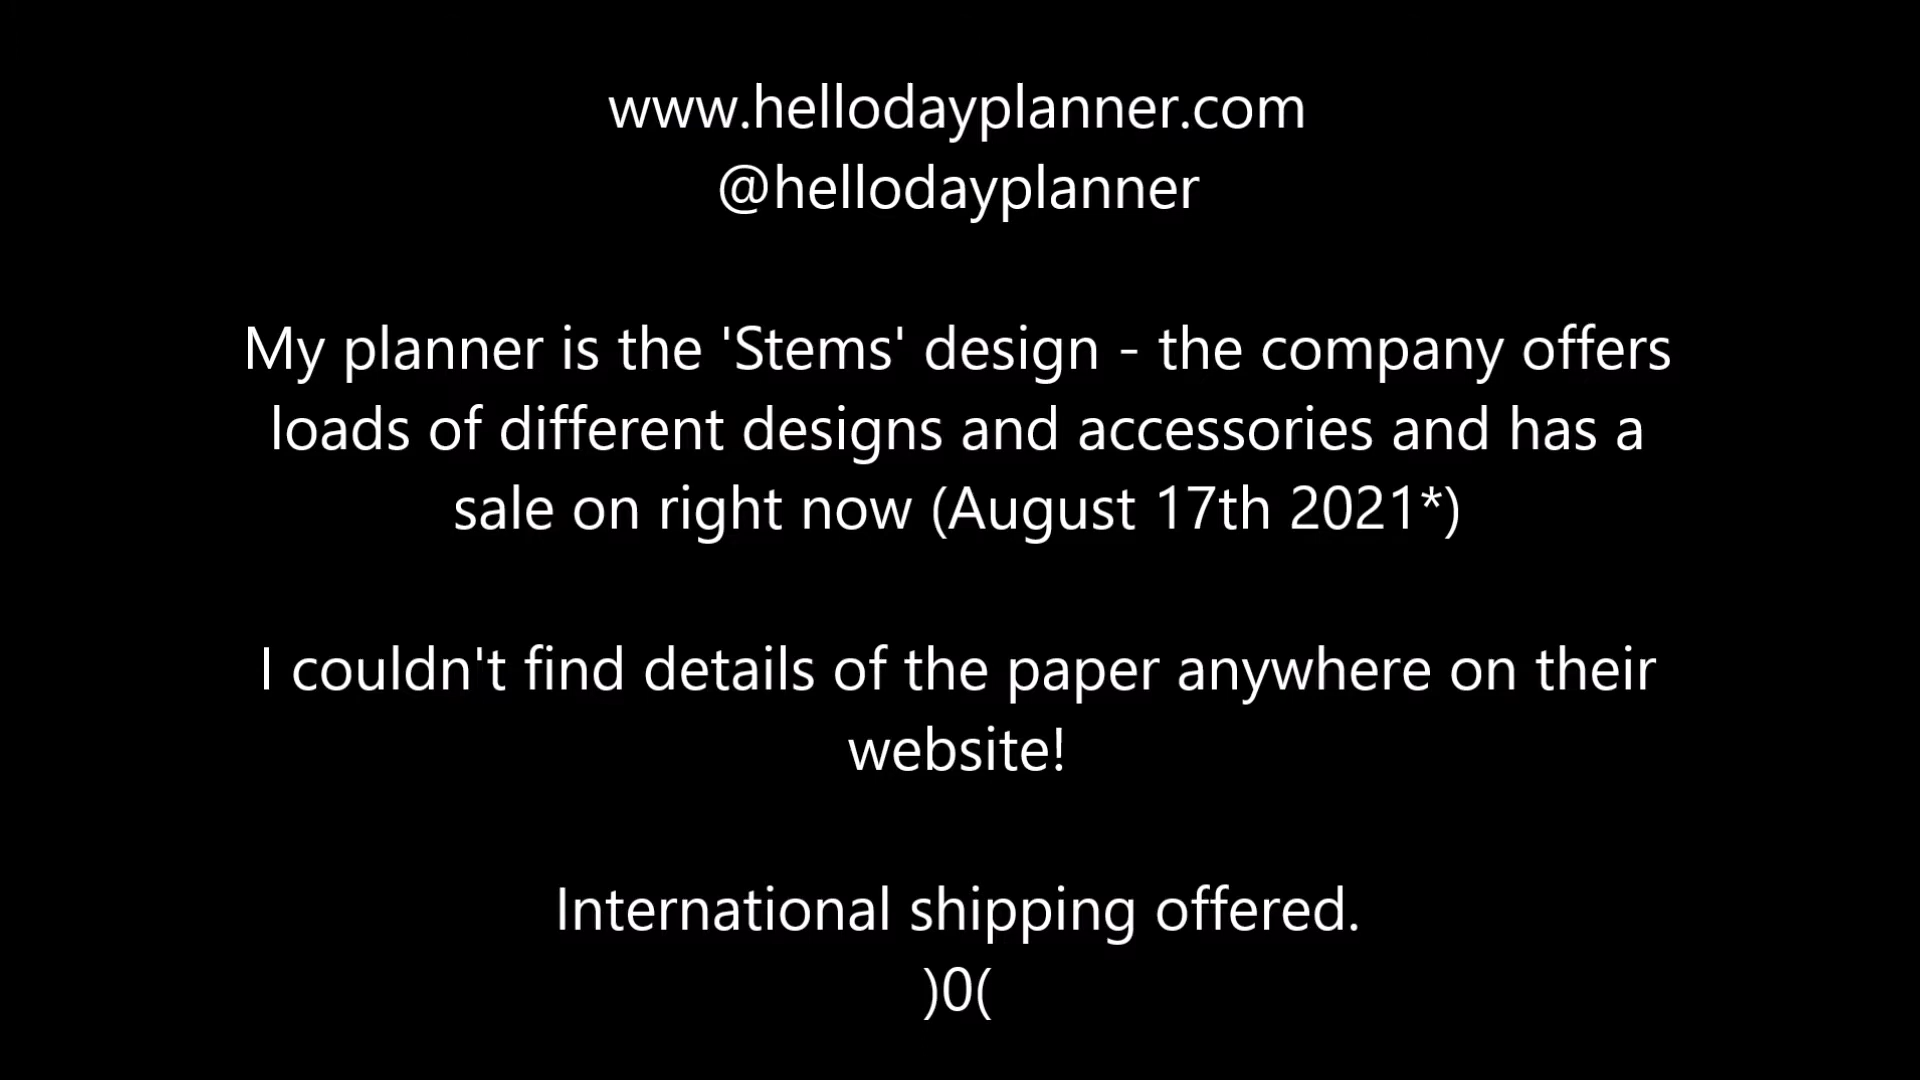 www.hellodayplanner.com
@hellodayplanner
My planner is the 'Stems' design - the company offers
loads of different designs and accessories and has a
sale on right now (August 17th 2021*)
I couldn't find details of the paper anywhere on their
website!
International shipping offered.
)0(